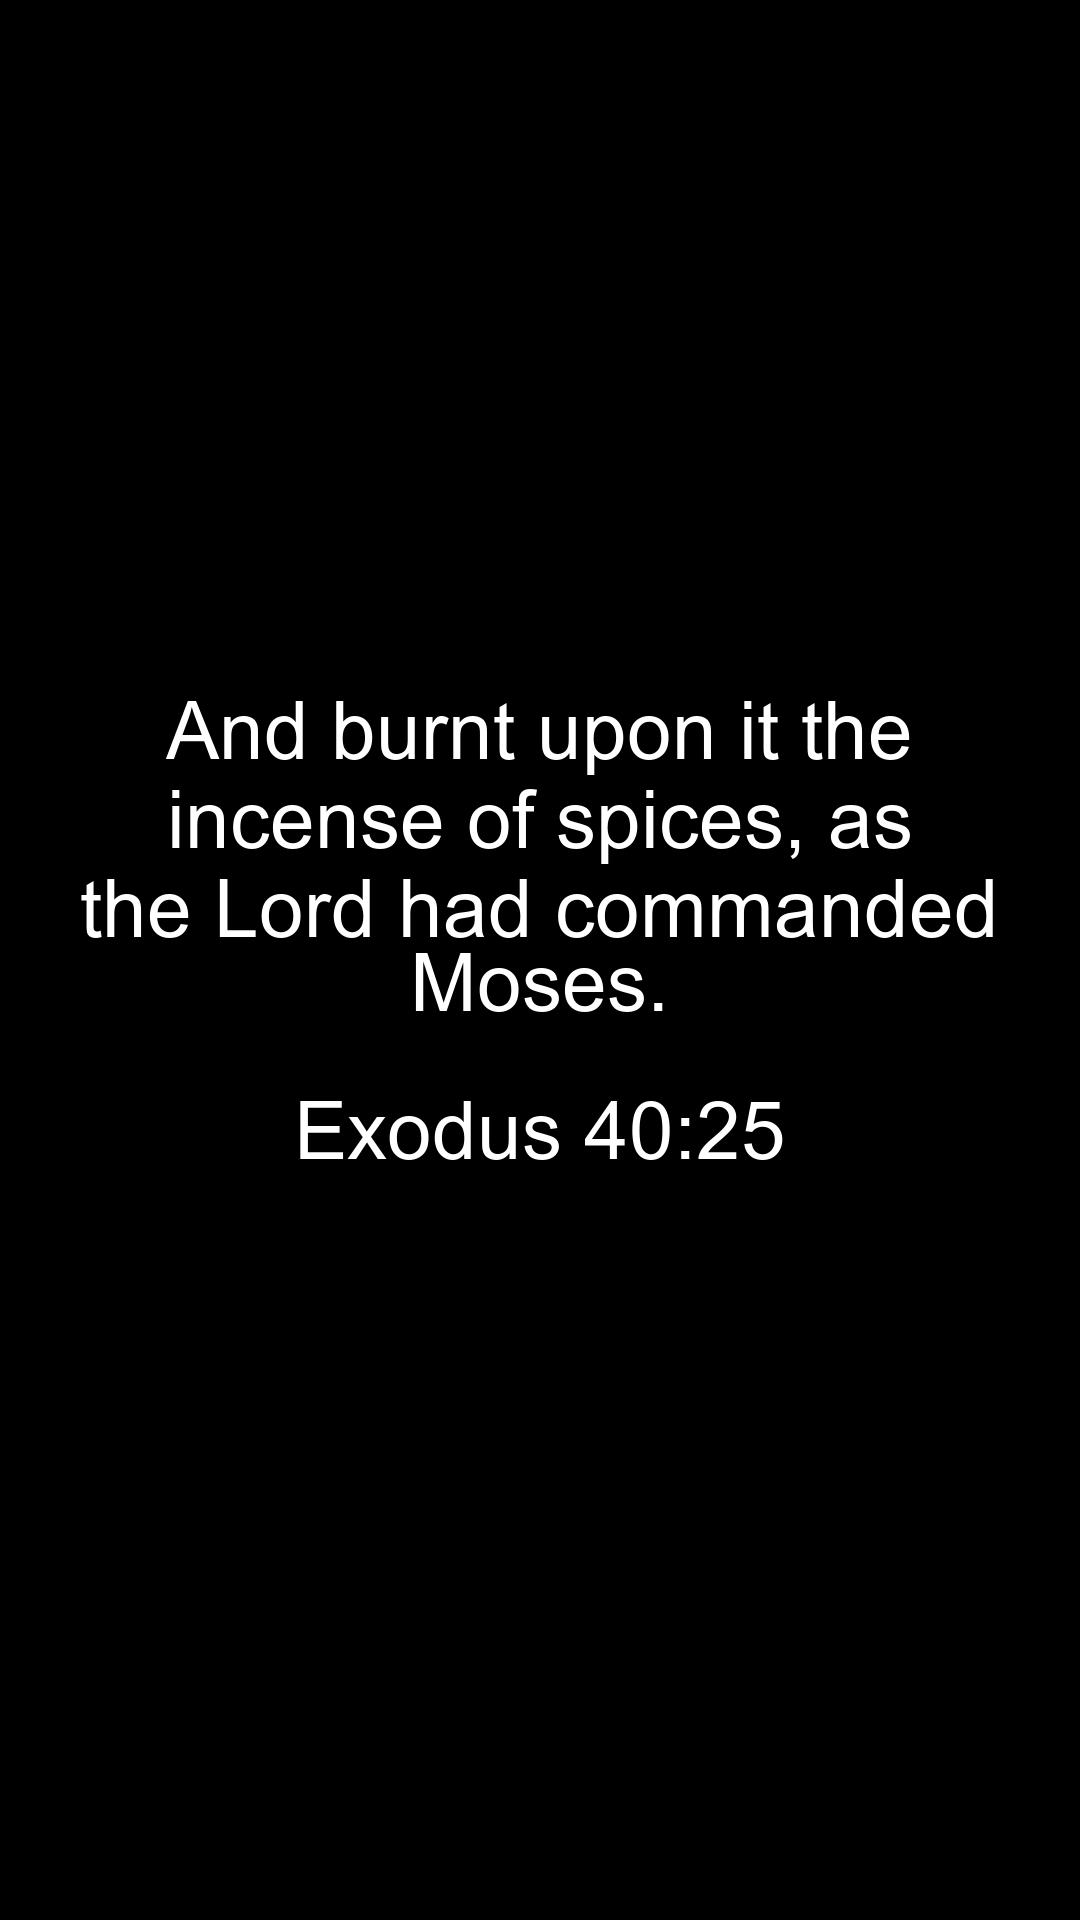 And burnt upon it the
incense of spices, as
the Lord had commanded
Moses.
Exodus 40:25